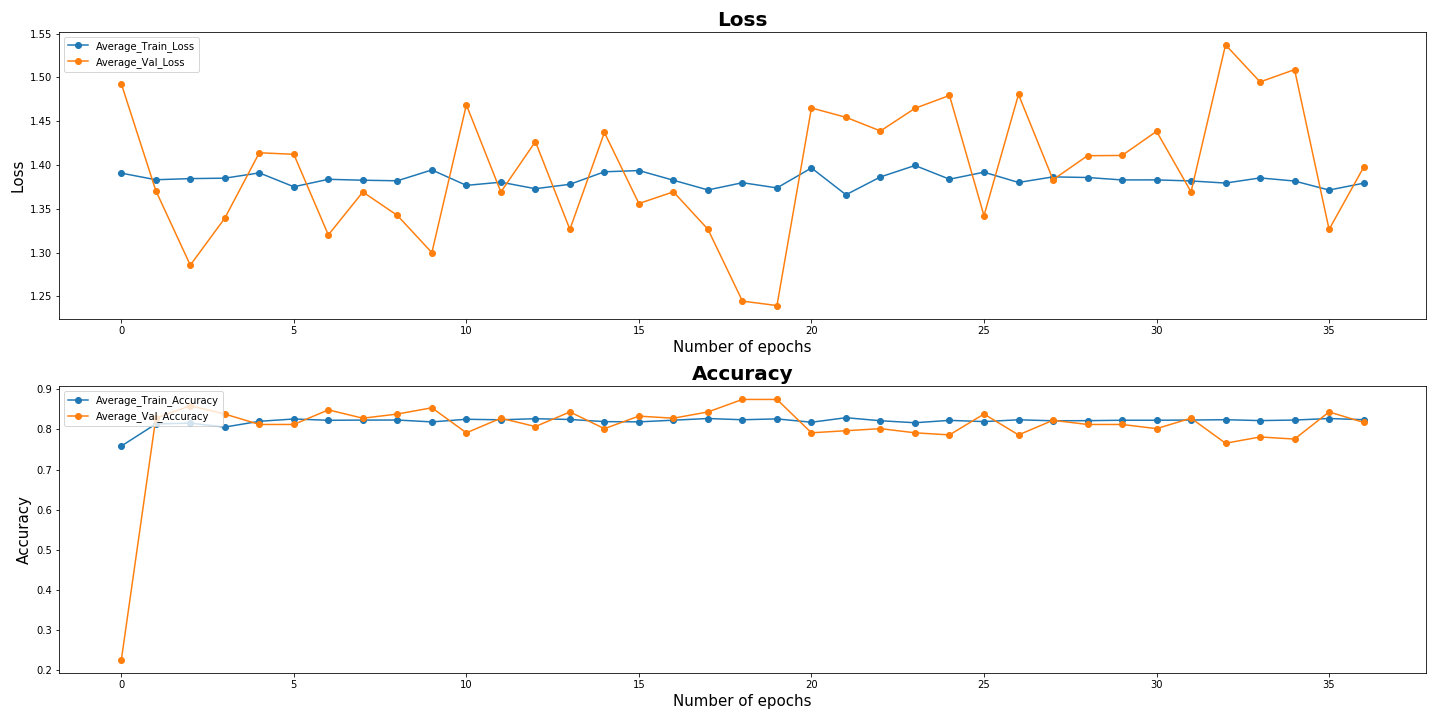 Loss
Average_Train_Loss
Average_Val_Loss
1.55
1.50
1.45
1.40
1.35
1.30
1.25
Loss
0 5 10 15 20 25 30 35
Number of epochs
Accuracy
Average_Train_Accuracy
Average_Val_Accuracy
0.9
0.8
0.7
0.6
0.5
0.4
0.3
0.2
Accuracy
0 5 10 15 20 25 30 35
Number of epochs